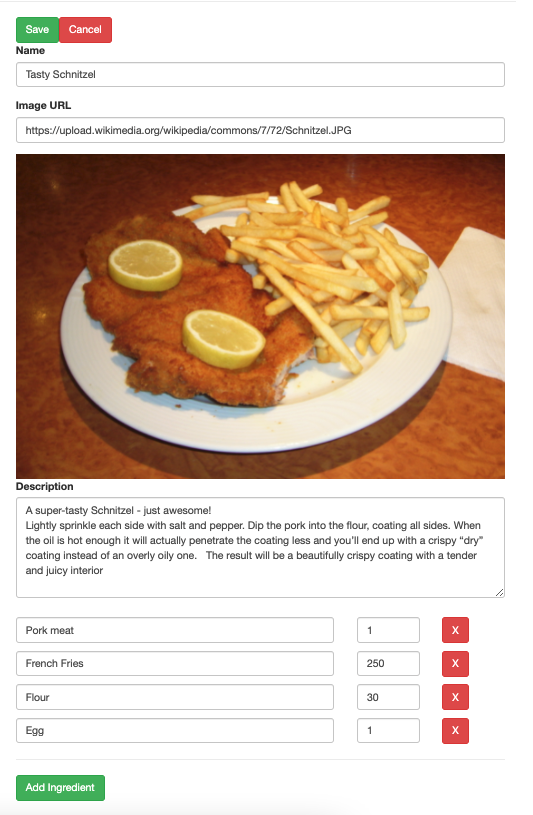 Save Cancel
Name
Tasty Schnitzel
Image URL
https://upload.wikimedia.org/wikipedia/commons/7/72/Schnitzel.JPG
Description
A super-tasty Schnitzel - just awesome!
Lightly sprinkle each side with salt and pepper. Dip the pork into the flour, coating all sides. When
the oil is hot enough it will actually penetrate the coating less and you'll end up with a crispy “dry”
coating instead of an overly oily one.   The result will be a beautifully crispy coating with a tender
and juicy interior
Pork meat 1 X
French Fries 250 X
Flour 30 X
Egg 1 X
Add Ingredient